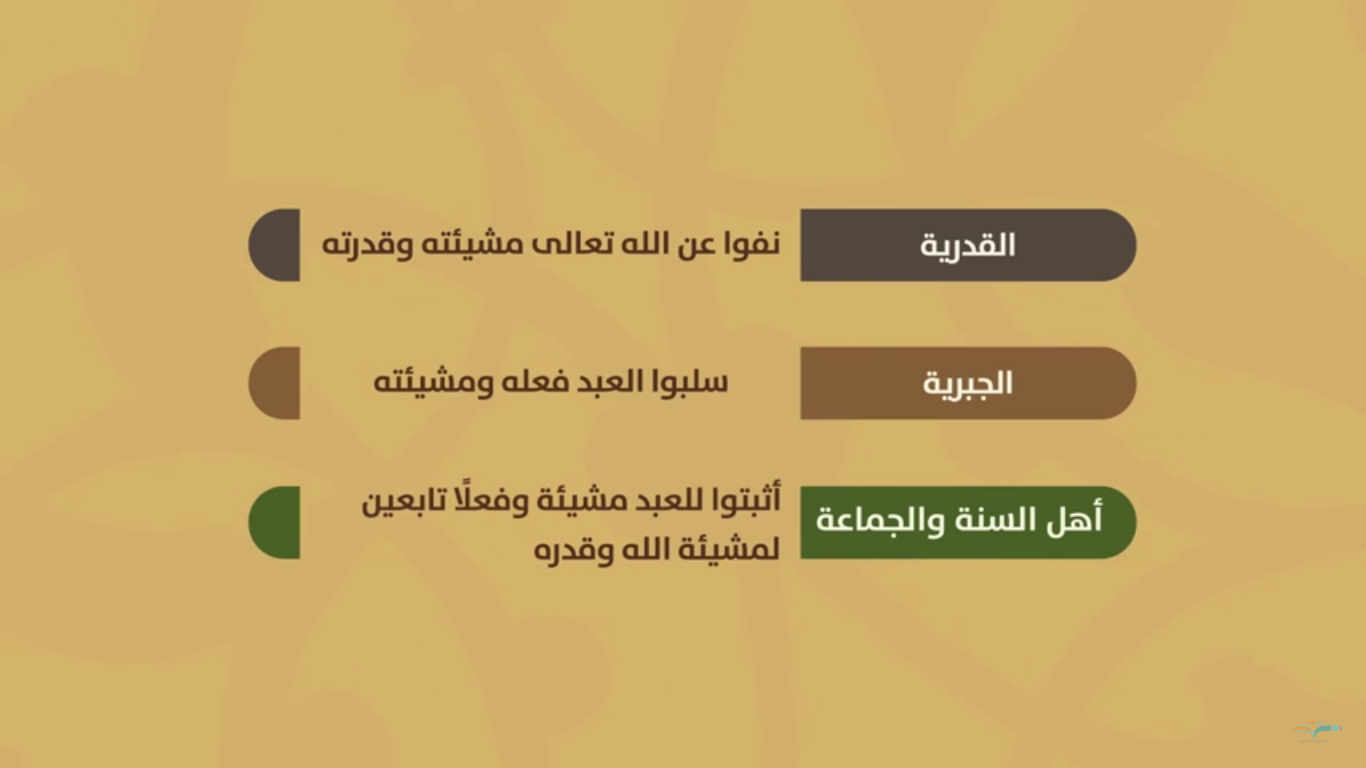 القدرية
نفوا عن الله تعالى مشيئته وقدرته
الجبرية
سلبوا العبد فعله ومشيئته
أهل السنة والجماعة
أثبتوا للعبد مشيئة وفعلًا تابعين
لمشيئة الله وقدره